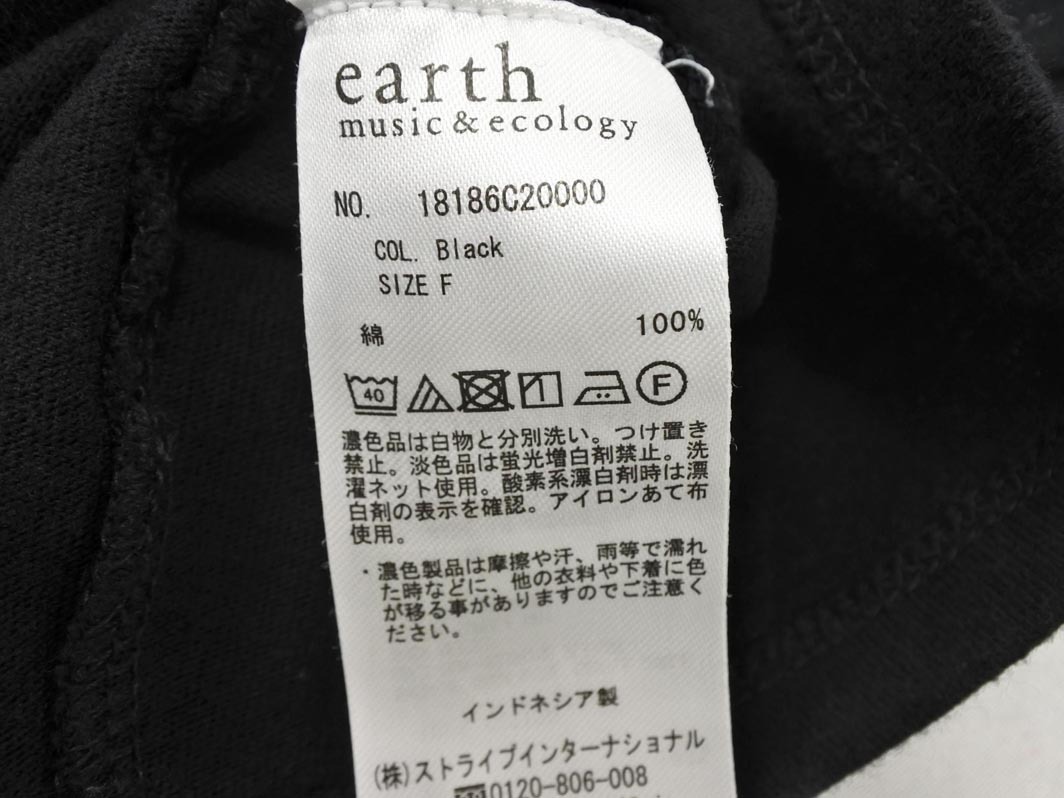 earth
music&ecology
NO. 18186C20000
COL. Black
SIZE F
綿 100%
40 F
濃色品は白物と分別洗い。つけ置き
禁止。淡色品は蛍光増白剤禁止。洗
濯ネット使用。酸素系漂白剤時は漂
白剤の表示を確認。アイロンあて布
使用。
・濃色製品は摩擦や汗、雨等で濡れ
た時などに、他の衣料や下着に色
が移る事がありますのでご注意く
ださい。
インドネシア製
(株)ストライプインターナショナル
0120-806-008